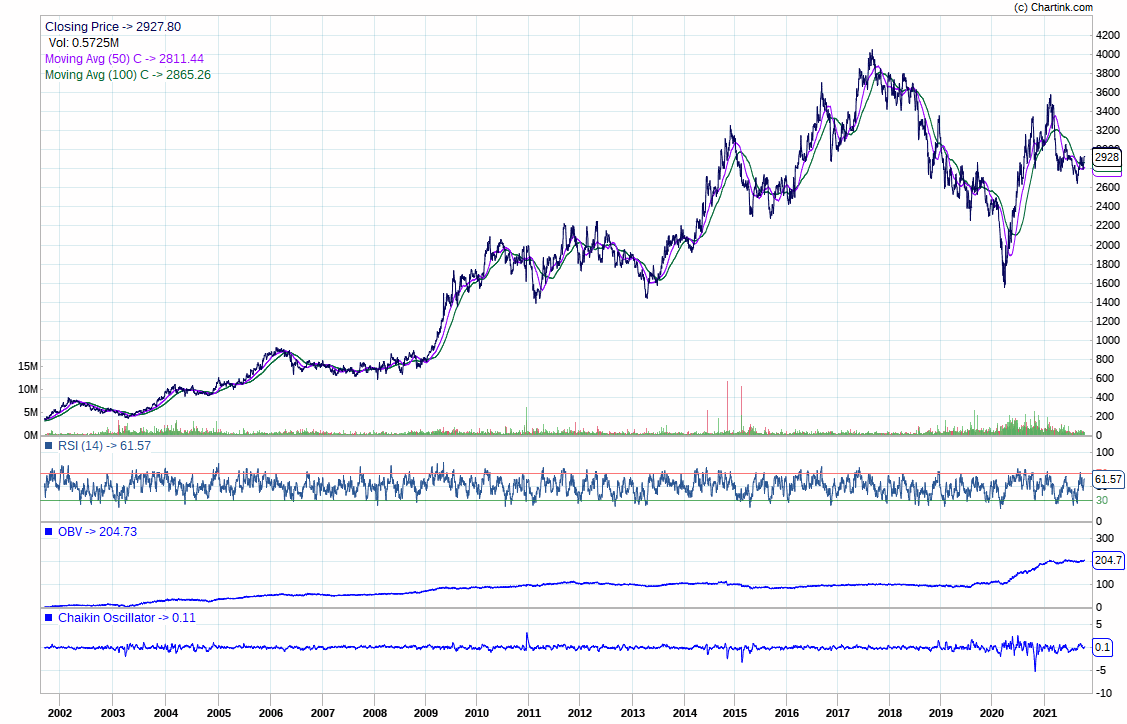 (c) Chartink.com
Closing Price -> 2927.80
Vol: 0.5725M
Moving Avg (50) C -> 2811.44
Moving Avg (100) C -> 2865.26
4200
4000
3800
3600
3400
3200
2928
2600
2400
2200
2000
1800
1600
1400
1200
1000
800
600
400
200
0
15M
10M
5M
0M
RSI (14) -> 61.57
100
61.57
30
0
OBV -> 204.73
300
204.7
100
0
Chaikin Oscillator -> 0.11
5
0.1
-5
-10
2002 2003 2004 2005 2006 2007 2008 2009 2010 2011 2012 2013 2014 2015 2016 2017 2018 2019 2020 2021